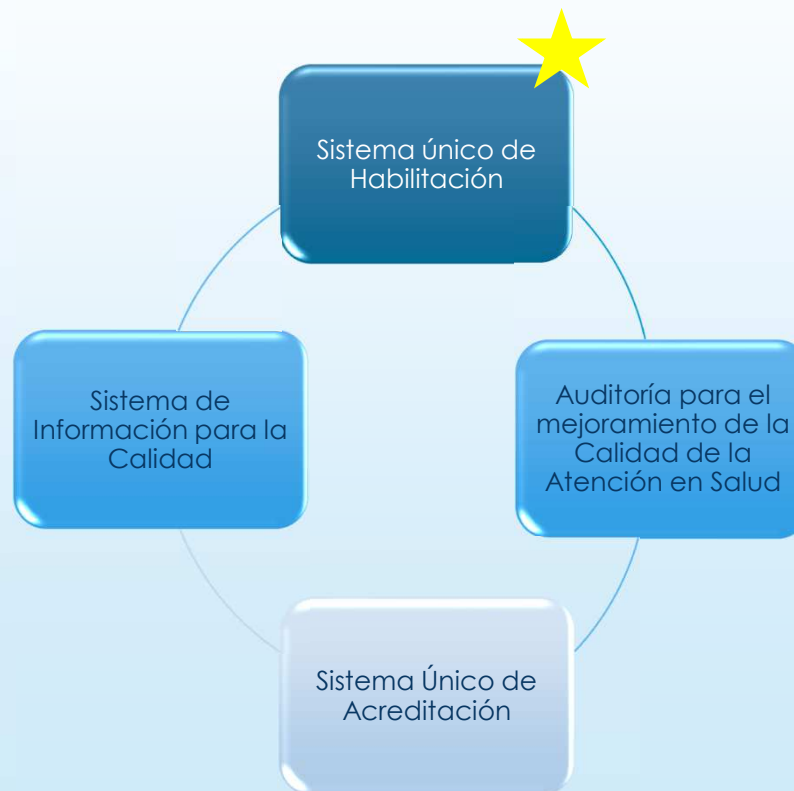 Sistema único de
Habilitación
Sistema de
Información para la
Calidad
Auditoría para el
mejoramiento de la
Calidad de la
Atención en Salud
Sistema Único de
Acreditación